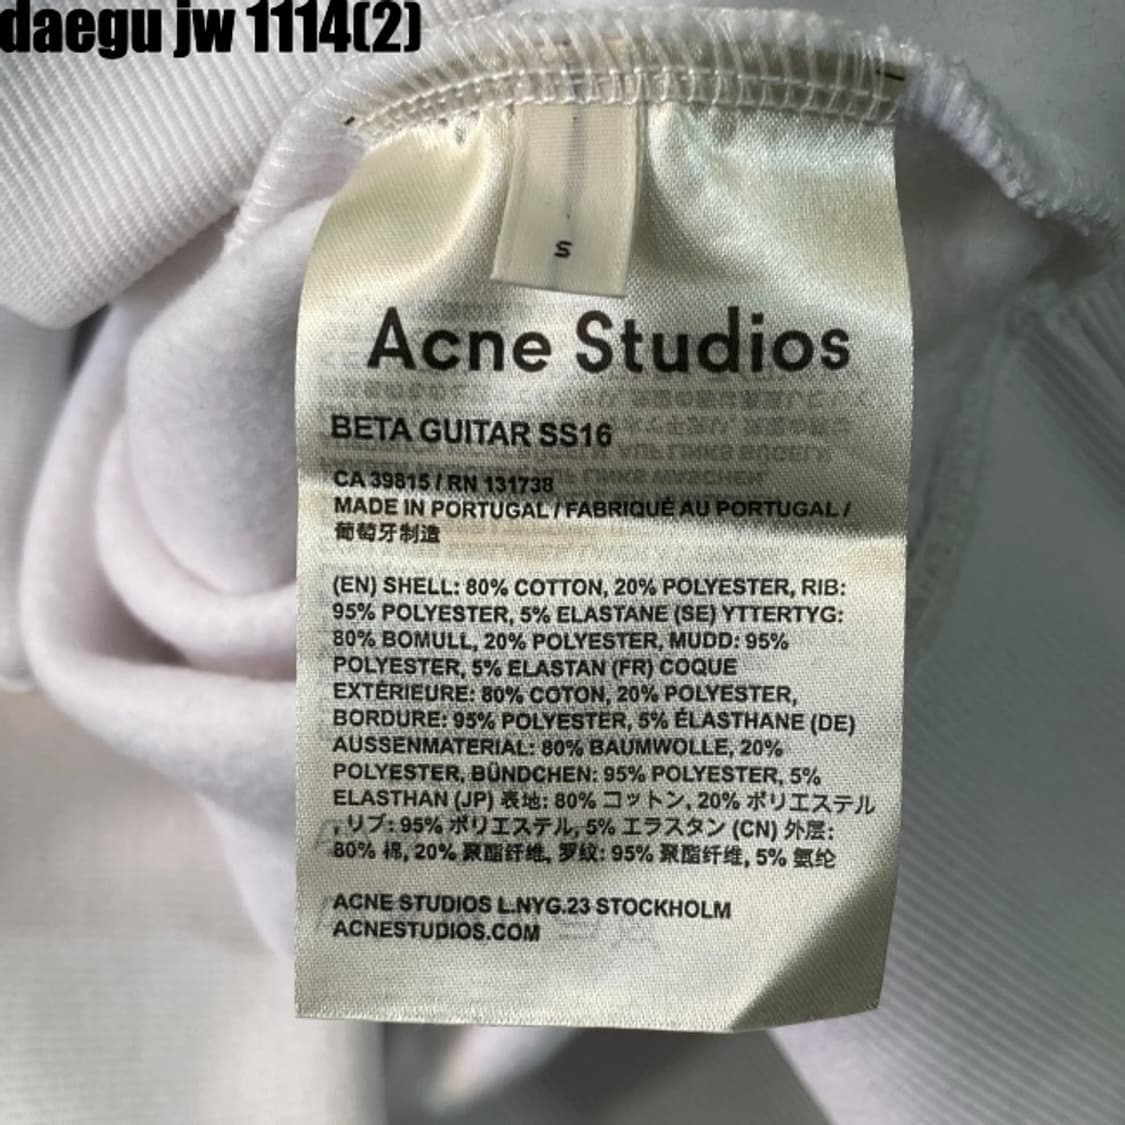 daegu jw 1114(2)
S
Acne Studios
BETA GUITAR SS16
CA 39815 / RN 131738
MADE IN PORTUGAL / FABRIQUÉ AU PORTUGAL /
葡萄牙制造
(EN) SHELL: 80% COTTON, 20% POLYESTER, RIB:
95% POLYESTER, 5% ELASTANE (SE) YTTERTYG:
80% BOMULL, 20% POLYESTER, MUDD: 95%
POLYESTER, 5% ELASTAN (FR) COQUE
EXTÉRIEURE: 80% COTON, 20% POLYESTER,
BORDURE: 95% POLYESTER, 5% ÉLASTHANE (DE)
AUSSENMATERIAL: 80% BAUMWOLLE, 20%
POLYESTER, BÜNDCHEN: 95% POLYESTER, 5%
ELASTHAN (JP) 表地: 80% コットン, 20% ポリエステル
, リブ: 95% ポリエステル, 5% エラスタン (CN) 外层:
80% 棉, 20% 聚酯纤维, 罗纹: 95% 聚酯纤维, 5% 氨纶
ACNE STUDIOS L.NYG.23 STOCKHOLM
ACNESTUDIOS.COM